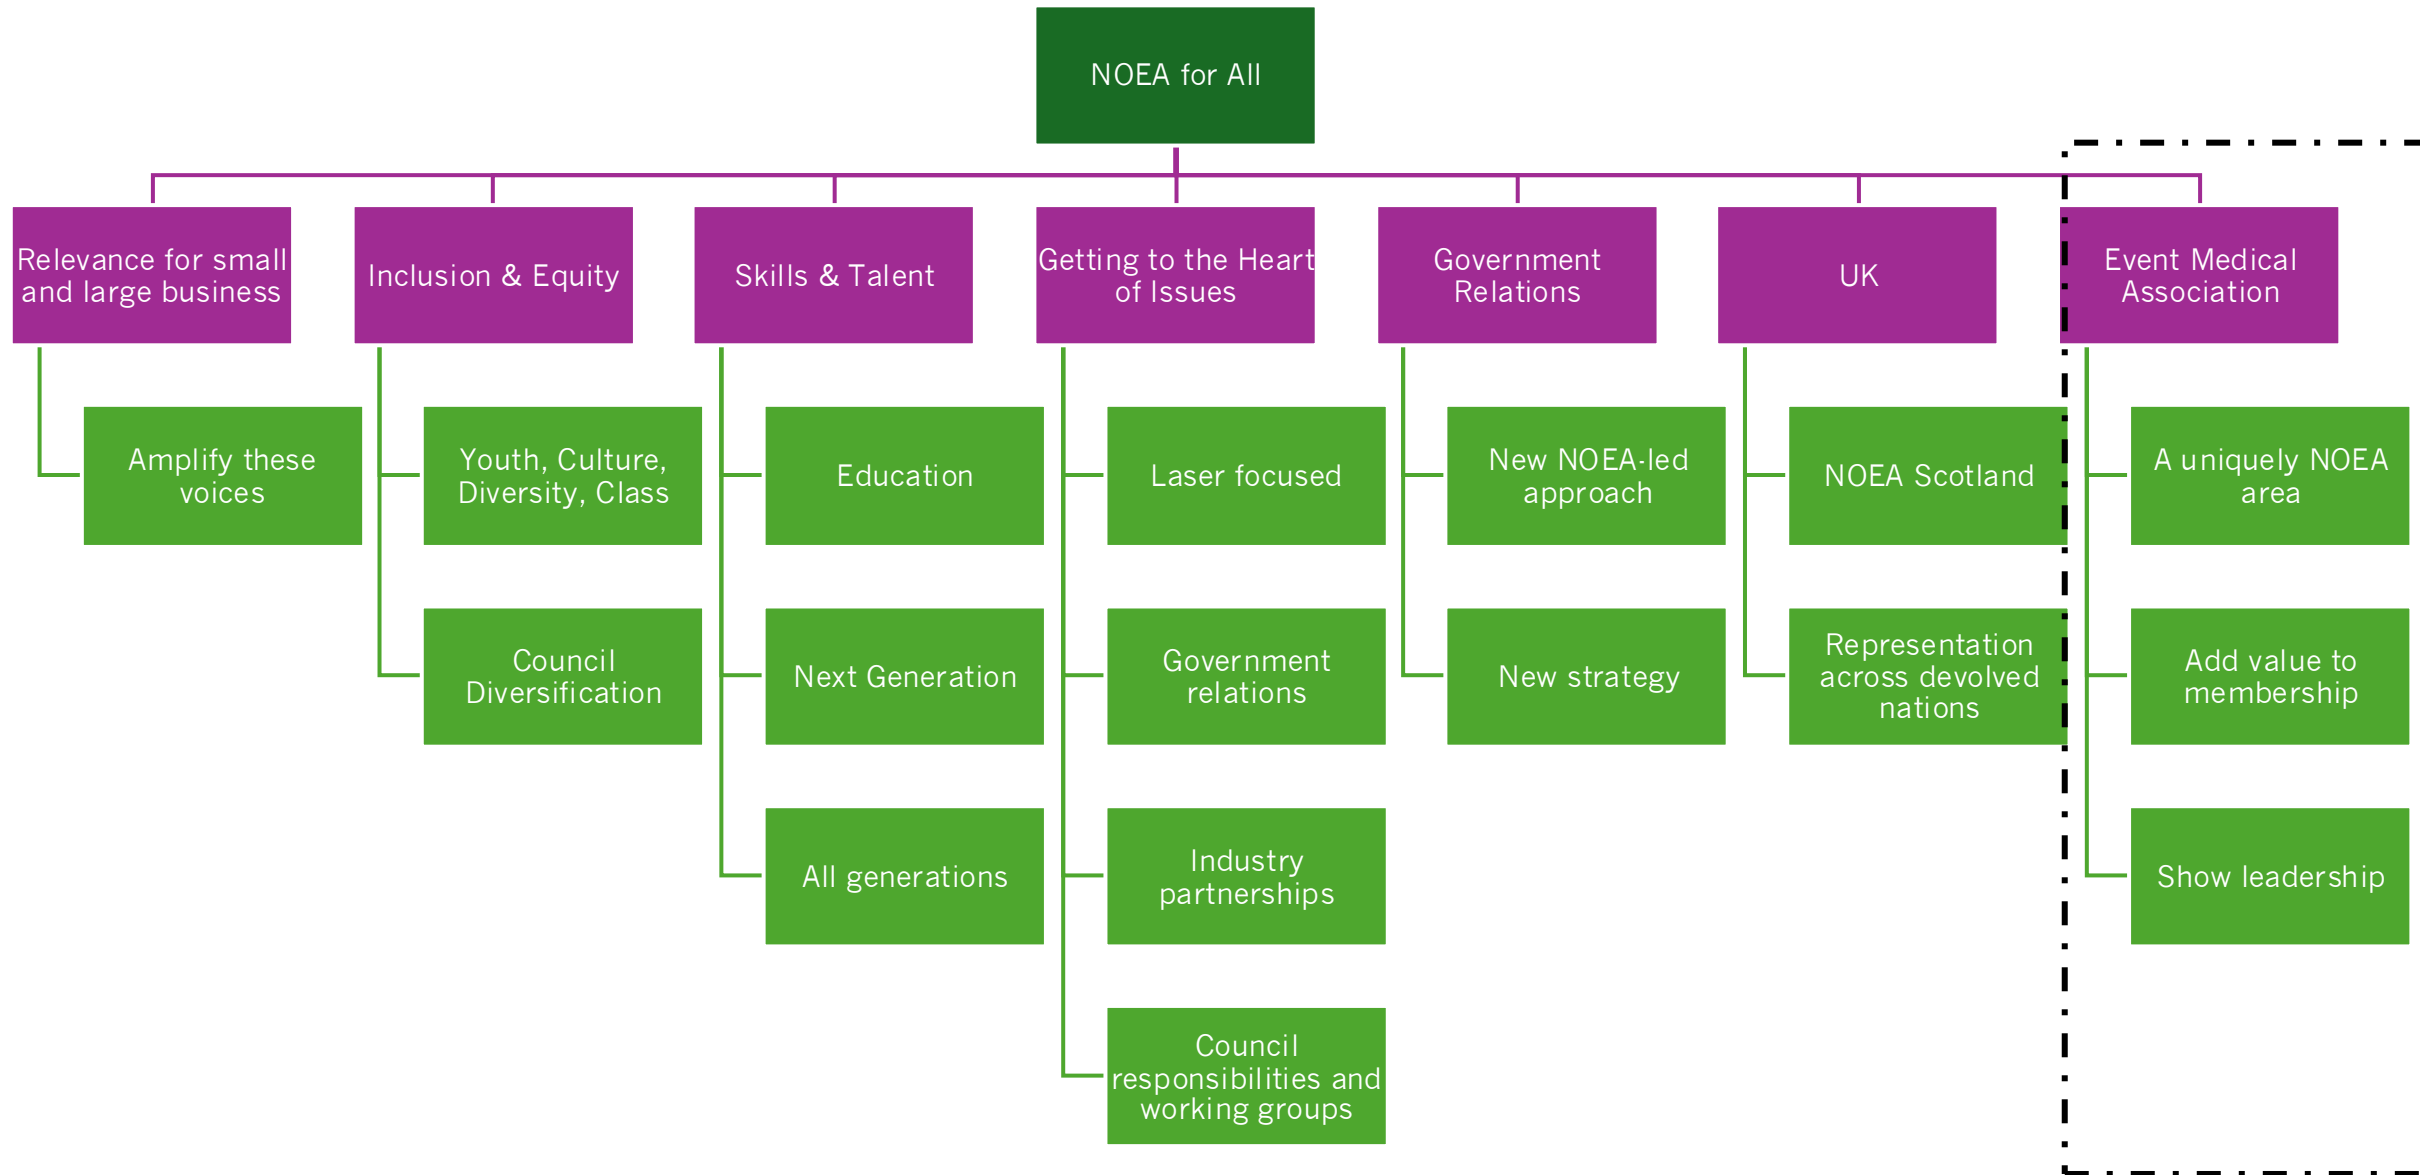 NOEA for All
Relevance for small
and large business
Inclusion & Equity
Skills & Talent
Getting to the Heart
of Issues
Government
Relations
UK
Event Medical
Association
Amplify these
voices
Youth, Culture,
Diversity, Class
Education
Laser focused
New NOEA-led
approach
NOEA Scotland
A uniquely NOEA
area
Council
Diversification
Next Generation
Government
relations
New strategy
Representation
across devolved
nations
Add value to
membership
All generations
Industry
partnerships
Show leadership
Council
responsibilities and
working groups